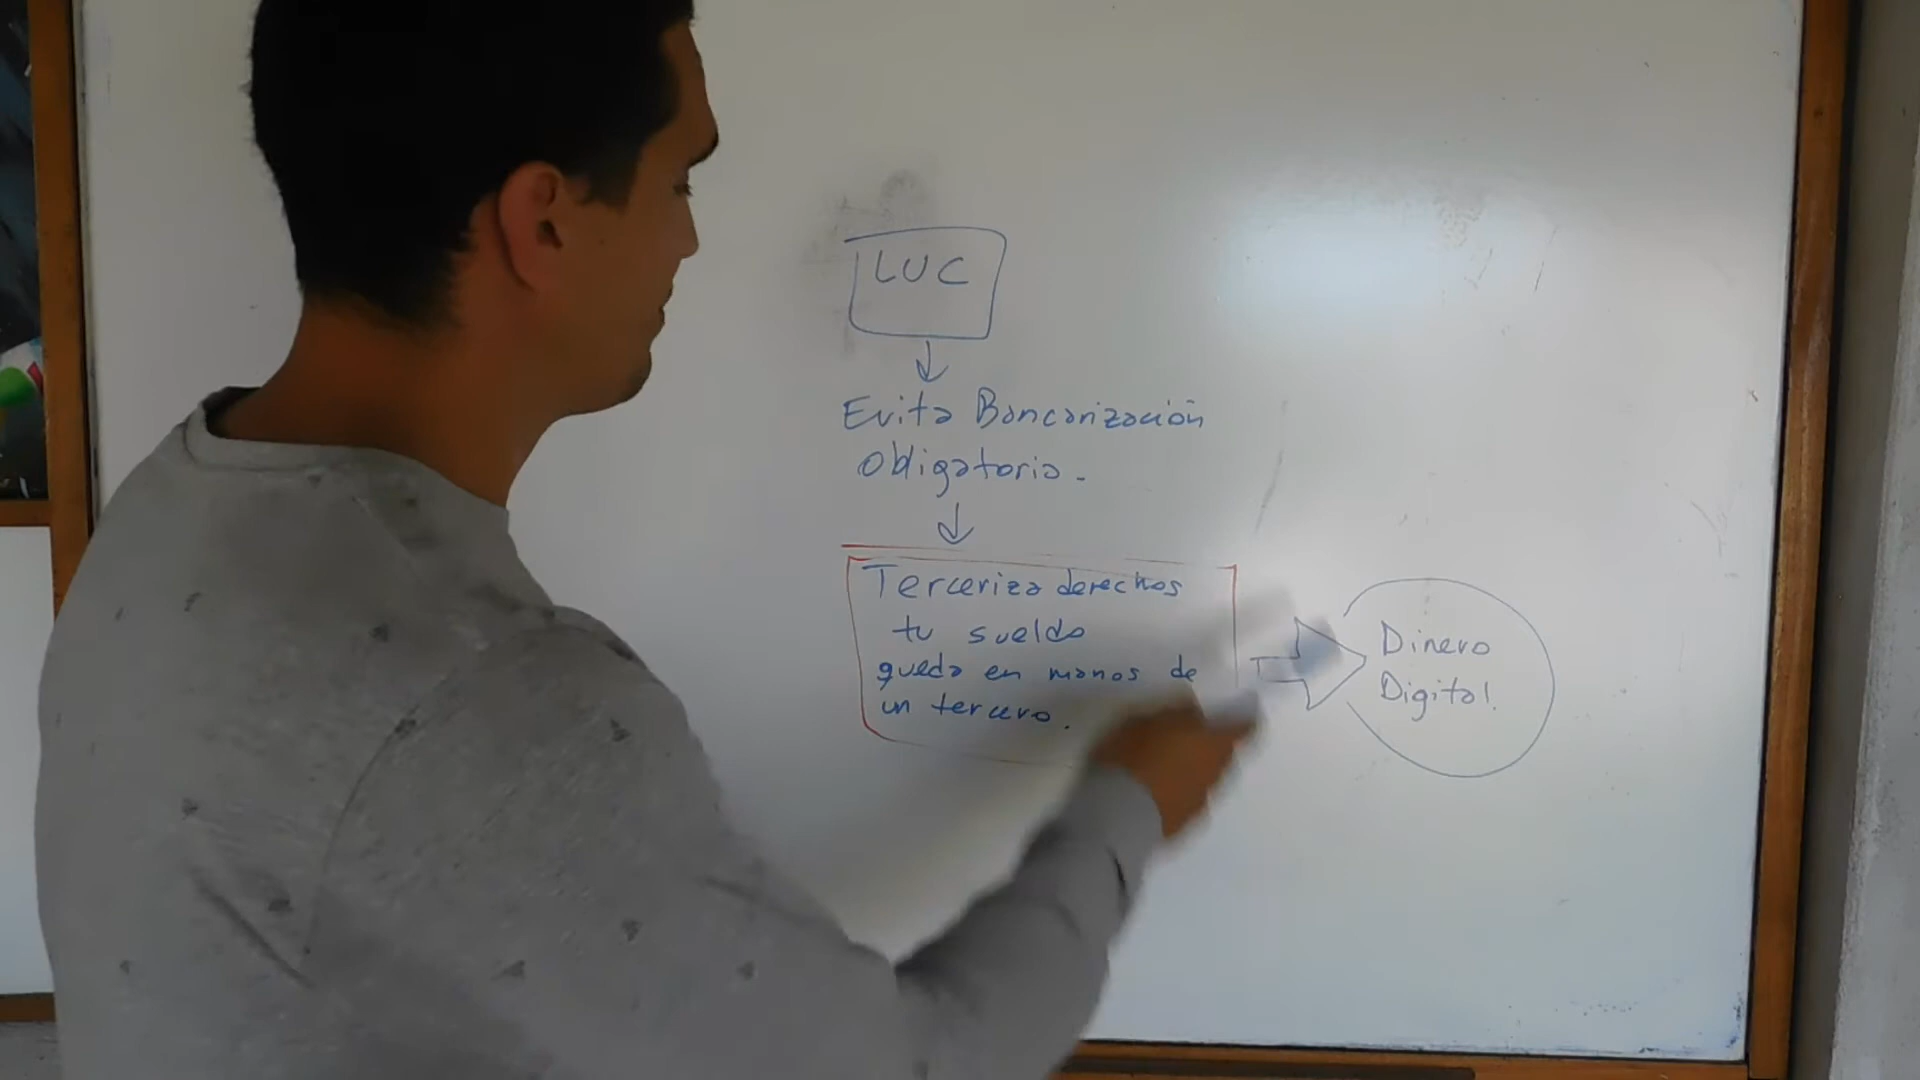 LUC
Evita Bancarización
Obligatoria.
Terceriza derechos
tu sueldo
queda en manos de
un tercero.
Dinero
Digital.